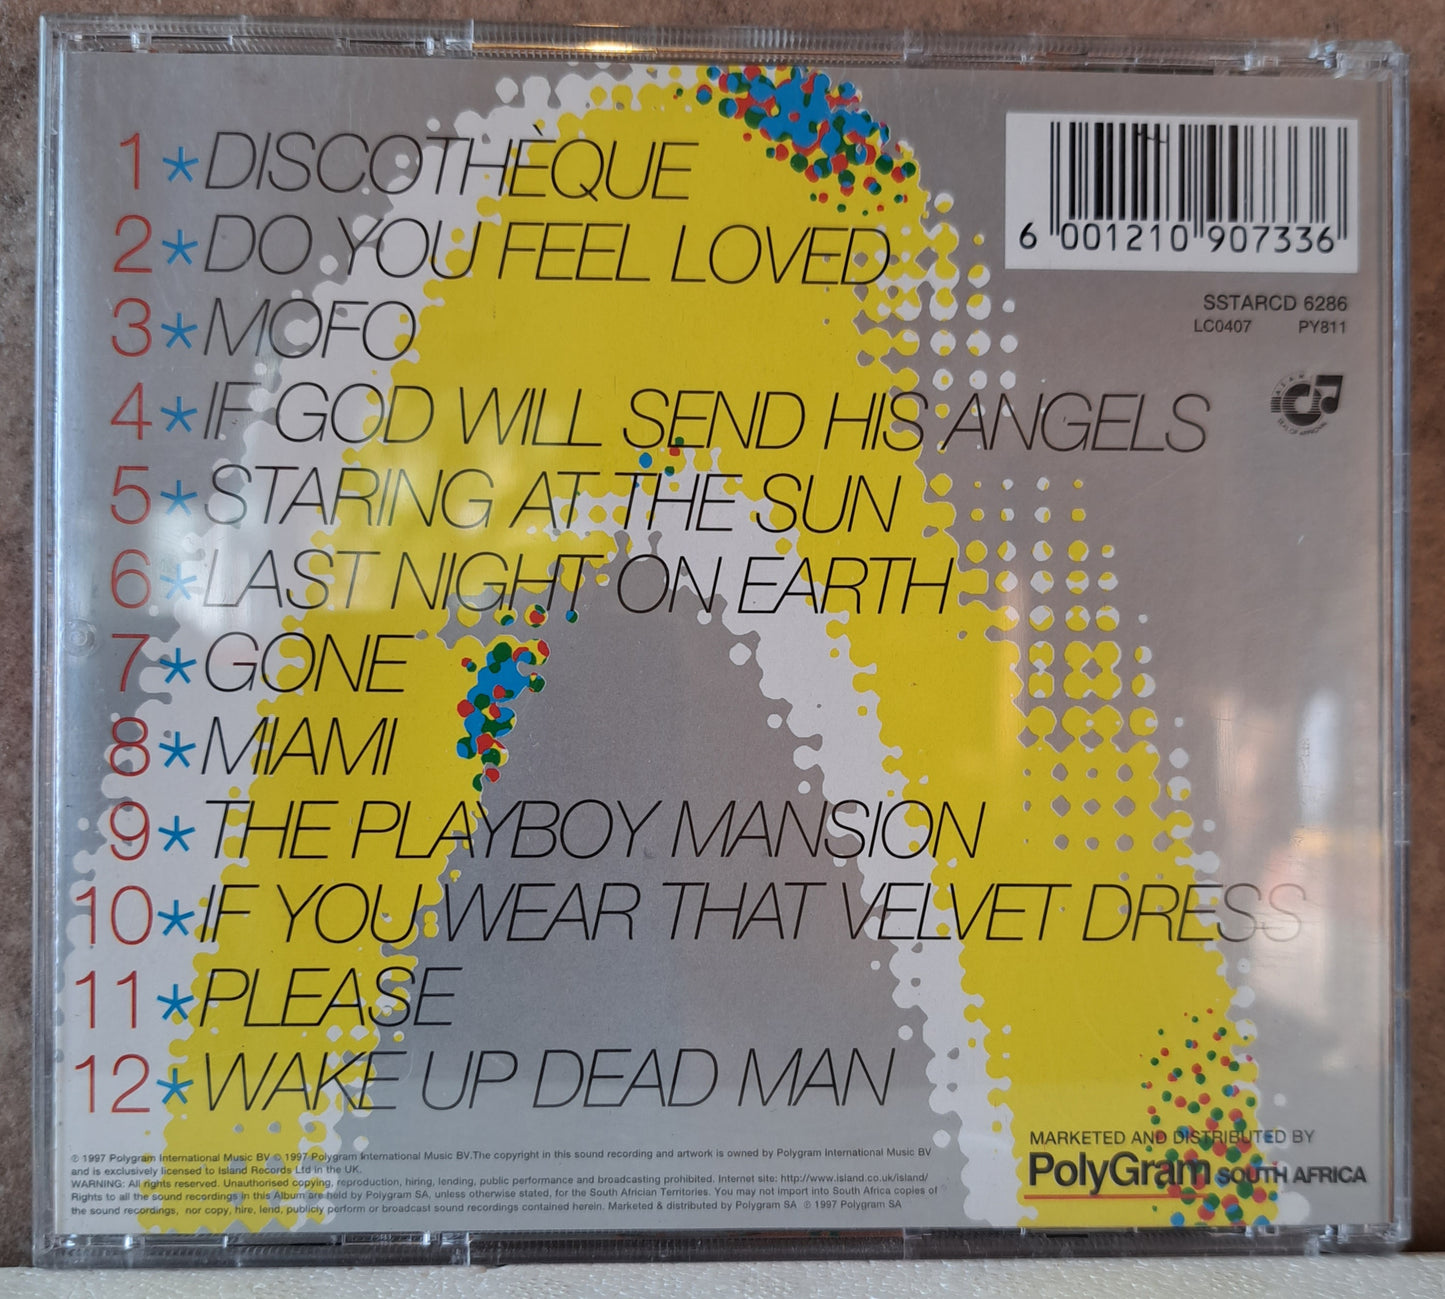 1*DISCOTHÈQUE
2*DO YOU FEEL LOVED
3*MOFO
4*IF GOD WILL SEND HIS ANGELS
5*STARING AT THE SUN
6*LAST NIGHT ON EARTH
7*GONE
8*MIAMI
9*THE PLAYBOY MANSION
10*IF YOU WEAR THAT VELVET DRESS
11*PLEASE
12*WAKE UP DEAD MAN
6 001210 907336
SSTARCD 6286
LC0407 PY811
MARKETED AND DISTRIBUTED BY
PolyGram SOUTH AFRICA
℗ 1997 Polygram International Music BV © 1997 Polygram International Music BV.The copyright in this sound recording and artwork is owned by Polygram International Music BV
and is exclusively licensed to Island Records Ltd in the UK.
WARNING: All rights reserved. Unauthorised copying, reproduction, hiring, lending, public performance and broadcasting prohibited. Internet site: http://www.island.co.uk/island/
Rights to all the sound recordings in this Album are held by Polygram SA, unless otherwise stated, for the South African Territories. You may not import into South Africa copies of
the sound recordings, nor copy, hire, lend, publicly perform or broadcast sound recordings contained herein. Marketed & distributed by Polygram SA ℗ 1997 Polygram SA